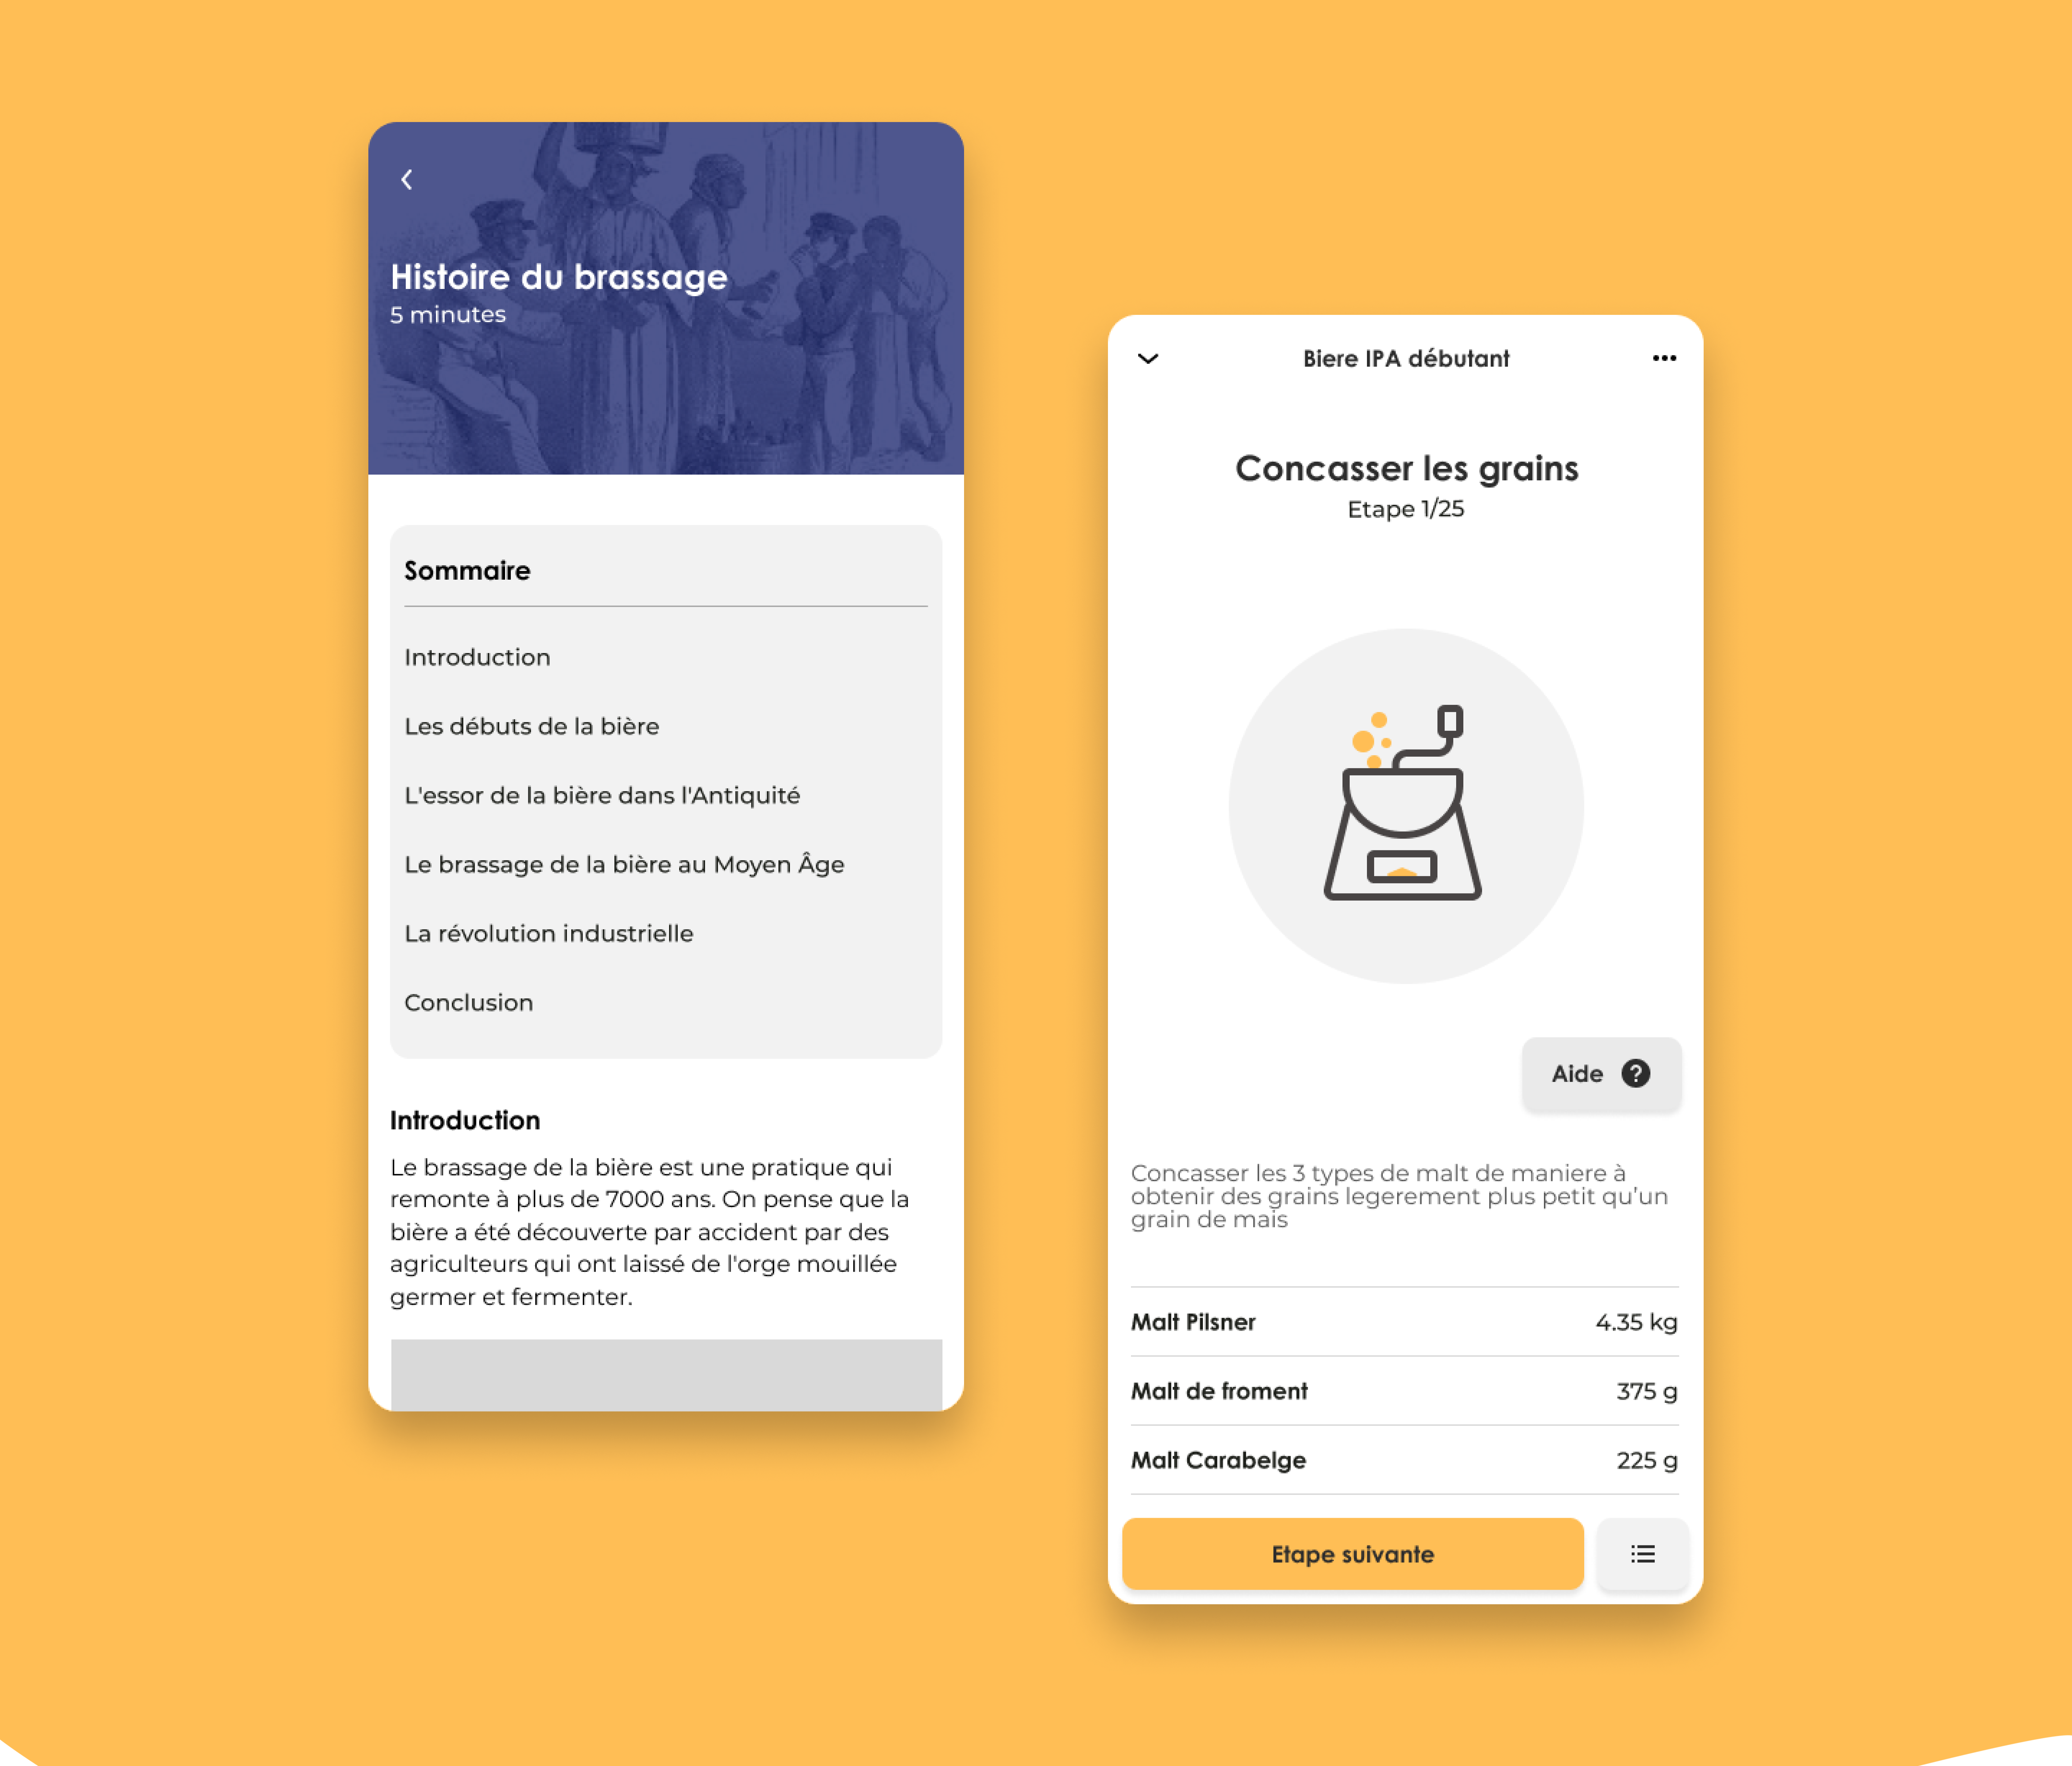 Histoire du brassage
5 minutes
Sommaire
Introduction
Les débuts de la bière
L'essor de la bière dans l'Antiquité
Le brassage de la bière au Moyen Âge
La révolution industrielle
Conclusion
Introduction
Le brassage de la bière est une pratique qui
remonte à plus de 7000 ans. On pense que la
bière a été découverte par accident par des
agriculteurs qui ont laissé de l'orge mouillée
germer et fermenter.
Biere IPA débutant
Concasser les grains
Etape 1/25
Aide ?
Concasser les 3 types de malt de maniere à
obtenir des grains legerement plus petit qu’un
grain de mais
Malt Pilsner 4.35 kg
Malt de froment 375 g
Malt Carabelge 225 g
Etape suivante